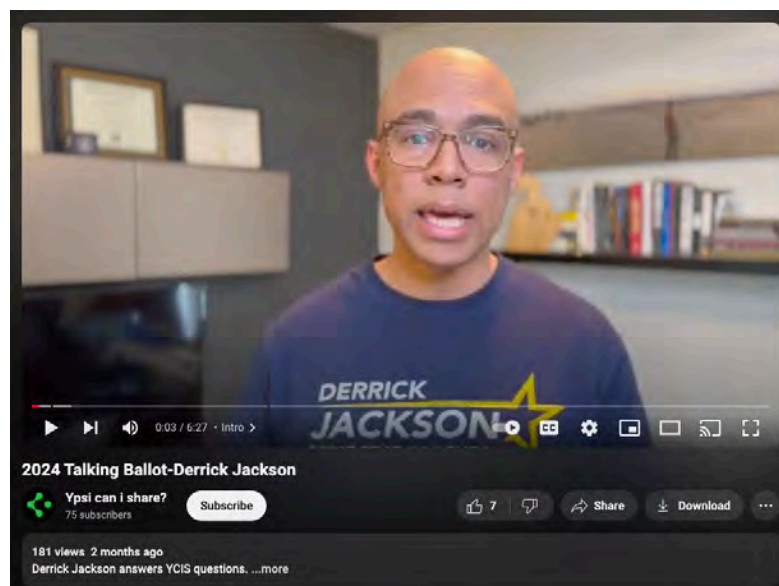 DERRICK
JACKSON
0:03 / 6:27 • Intro >
CC
2024 Talking Ballot-Derrick Jackson
Ypsi can i share?
75 subscribers
Subscribe
7
Share
Download
181 views 2 months ago
Derrick Jackson answers YCIS questions. ...more